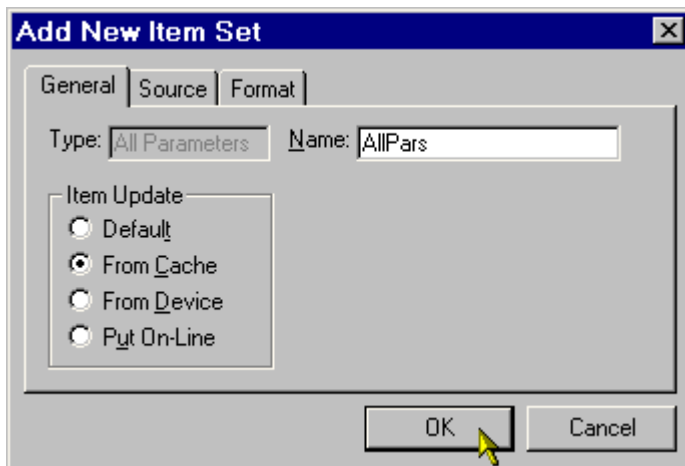 Add New Item Set
General Source Format
Type: All Parameters Name: AllPars
Item Update
Default
From Cache
From Device
Put On-Line
OK Cancel